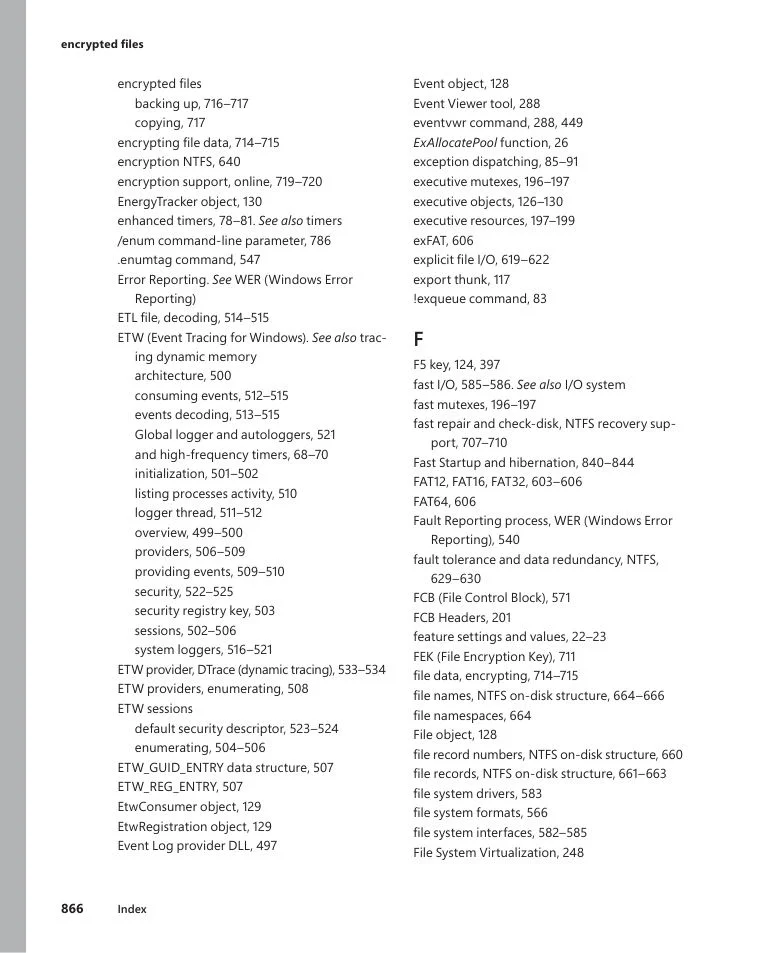 encrypted files
encrypted files
backing up, 716–717
copying, 717
encrypting file data, 714–715
encryption NTFS, 640
encryption support, online, 719–720
EnergyTracker object, 130
enhanced timers, 78–81. See also timers
/enum command-line parameter, 786
.enumtag command, 547
Error Reporting. See WER (Windows Error
Reporting)
ETL file, decoding, 514–515
ETW (Event Tracing for Windows). See also trac-
ing dynamic memory
architecture, 500
consuming events, 512–515
events decoding, 513–515
Global logger and autologgers, 521
and high-frequency timers, 68–70
initialization, 501–502
listing processes activity, 510
logger thread, 511–512
overview, 499–500
providers, 506–509
providing events, 509–510
security, 522–525
security registry key, 503
sessions, 502–506
system loggers, 516–521
ETW provider, DTrace (dynamic tracing), 533–534
ETW providers, enumerating, 508
ETW sessions
default security descriptor, 523–524
enumerating, 504–506
ETW_GUID_ENTRY data structure, 507
ETW_REG_ENTRY, 507
EtwConsumer object, 129
EtwRegistration object, 129
Event Log provider DLL, 497
Event object, 128
Event Viewer tool, 288
eventvwr command, 288, 449
ExAllocatePool function, 26
exception dispatching, 85–91
executive mutexes, 196–197
executive objects, 126–130
executive resources, 197–199
exFAT, 606
explicit file I/O, 619–622
export thunk, 117
!exqueue command, 83
F
F5 key, 124, 397
fast I/O, 585–586. See also I/O system
fast mutexes, 196–197
fast repair and check-disk, NTFS recovery sup-
port, 707–710
Fast Startup and hibernation, 840–844
FAT12, FAT16, FAT32, 603–606
FAT64, 606
Fault Reporting process, WER (Windows Error
Reporting), 540
fault tolerance and data redundancy, NTFS,
629–630
FCB (File Control Block), 571
FCB Headers, 201
feature settings and values, 22–23
FEK (File Encryption Key), 711
file data, encrypting, 714–715
file names, NTFS on-disk structure, 664–666
file namespaces, 664
File object, 128
file record numbers, NTFS on-disk structure, 660
file records, NTFS on-disk structure, 661–663
file system drivers, 583
file system formats, 566
file system interfaces, 582–585
File System Virtualization, 248
866 Index